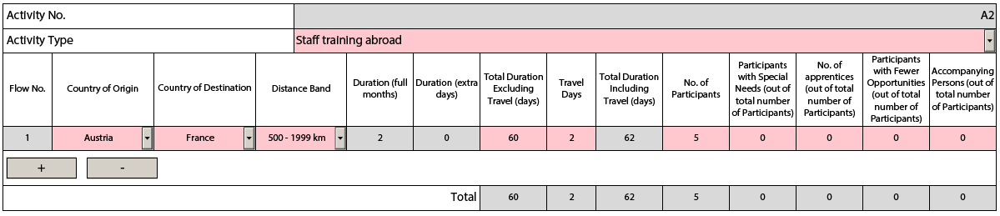 Activity No. A2
Activity Type Staff training abroad
Flow No. Country of Origin Country of Destination Distance Band Duration (full months) Duration (extra days) Total Duration Excluding Travel (days) Travel Days Total Duration Including Travel (days) No. of Participants Participants with Special Needs (out of total number of Participants) No. of apprentices (out of total number of Participants) Participants with Fewer Opportunities (out of total number of Participants) Accompanying Persons (out of total number of Participants)
1 Austria France 500 - 1999 km 2 0 60 2 62 5 0 0 0 0
+ -
Total 60 2 62 5 0 0 0 0